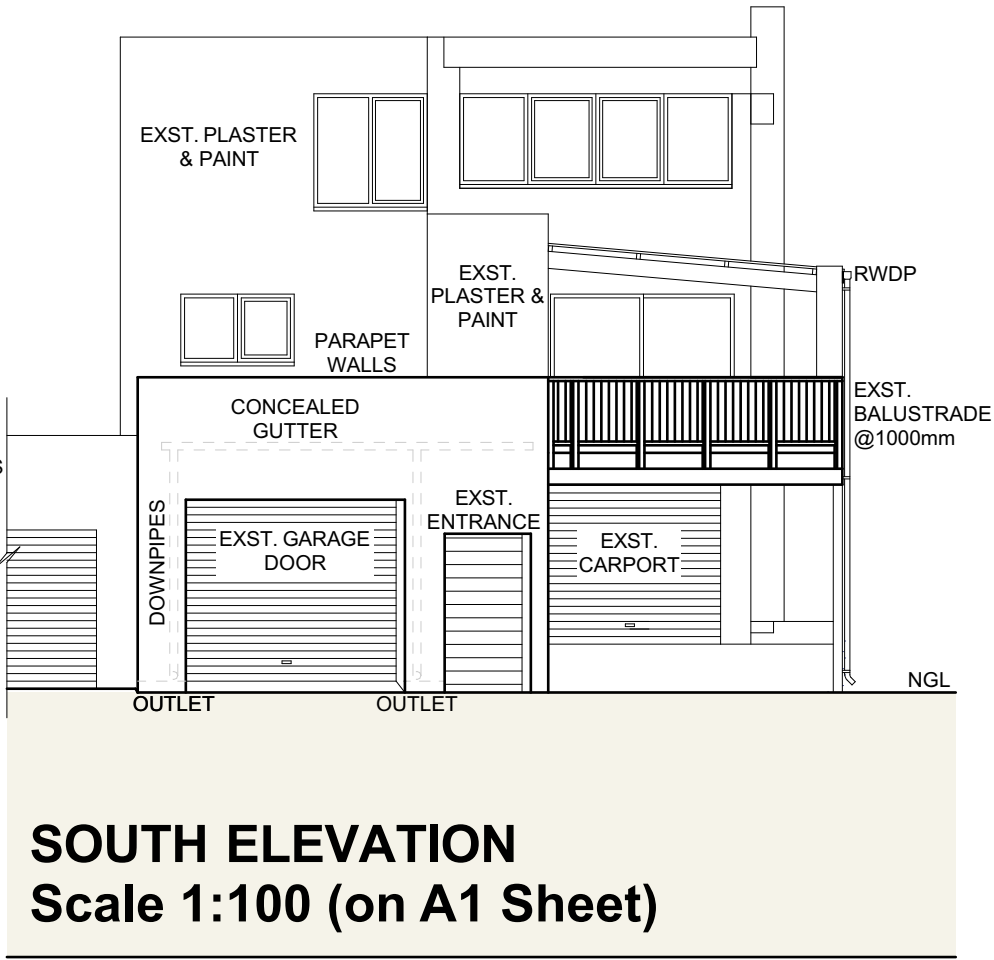 EXST. PLASTER
& PAINT
EXST.
PLASTER &
PAINT
RWDP
PARAPET
WALLS
EXST.
BALUSTRADE
@1000mm
CONCEALED
GUTTER
DOWNPIPES
EXST. GARAGE
DOOR
EXST.
ENTRANCE
EXST.
CARPORT
NGL
OUTLET
OUTLET
SOUTH ELEVATION
Scale 1:100 (on A1 Sheet)